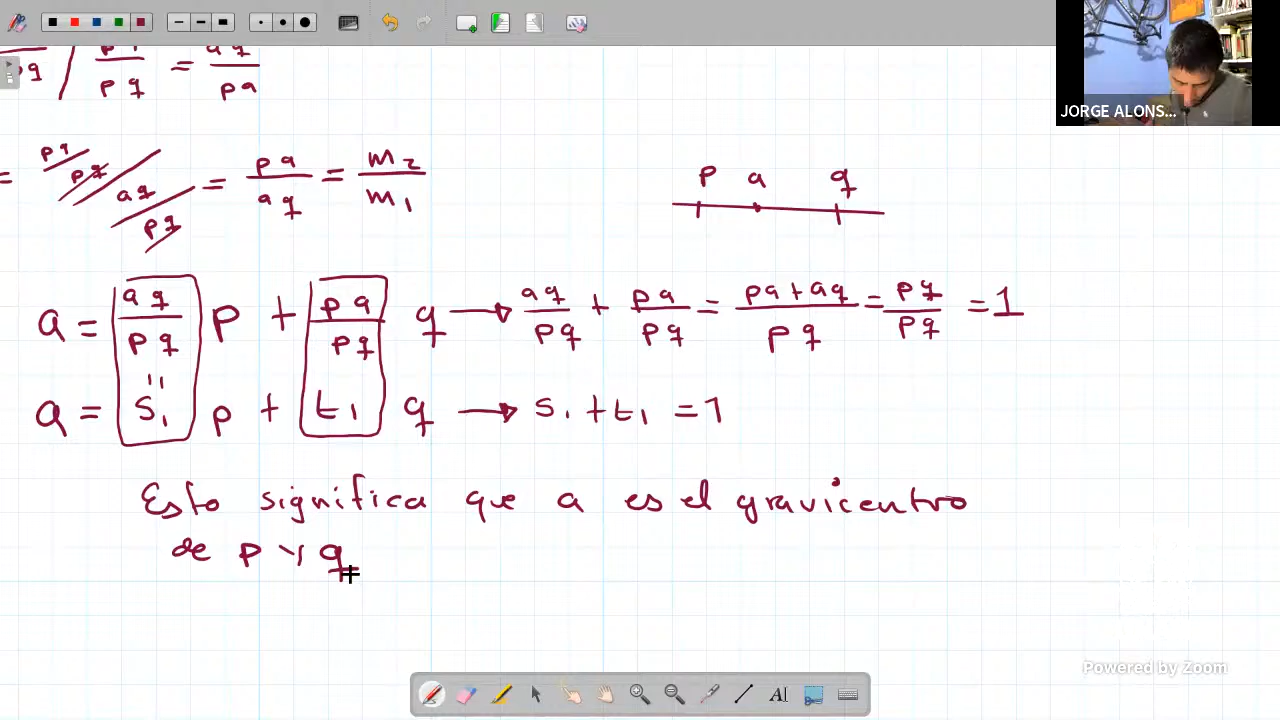 pq / pq = aq / pa
JORGE ALONS...
= pq / pq / aq / pq = pa / aq = m₂ / m₁
p a q
a = aq/pq p + pa/pq q → aq/pq + pa/pq = pa+aq/pq = pq/pq = 1
"
a = s₁ p + t₁ q → s₁ + t₁ = 1
Esto significa que a es el gravicentro
de p y q
Powered by Zoom
AI